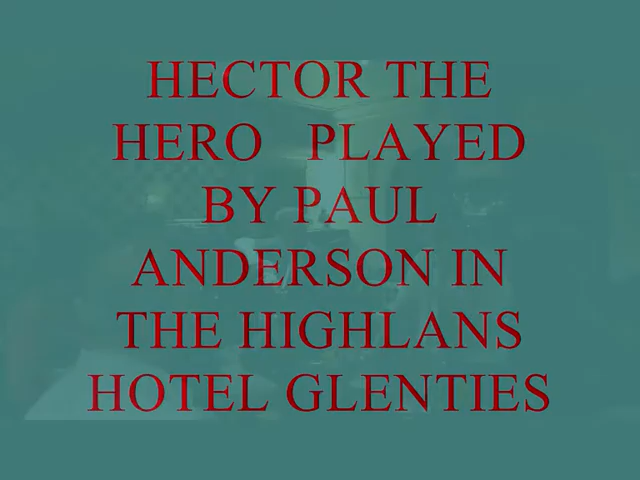 HECTOR THE
HERO PLAYED
BY PAUL
ANDERSON IN
THE HIGHLANS
HOTEL GLENTIES